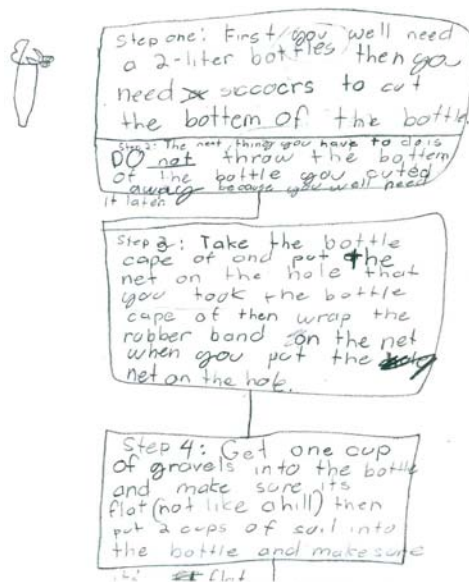 Step one: First you well need
a 2-liter bottles then you
need sccoers to cut
the bottem of the bottle.
Step 2: The next thing you have to do is
DO not throw the bottem
of the bottle you cuted
away because you well need
it later
Step 3: Take the bottle
cape of and put the
net on the hole that
you took the bottle
cape of then wrap the
rubber band on the net
when you put the
net on the hole.
Step 4: Get one cup
of gravels into the bottle
and make sure its
flat (not like a hill) then
put 2 cups of soil into
the bottle and make sure
flat